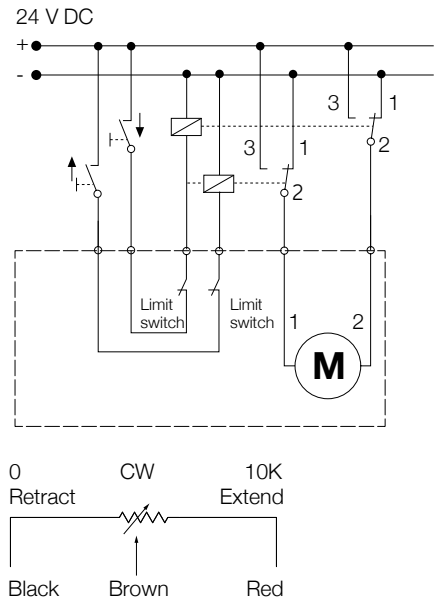 24 V DC
+
-
3 1
2
3 1
2
Limit
switch
Limit
switch
1 2
M
0 CW 10K
Retract Extend
Black Brown Red